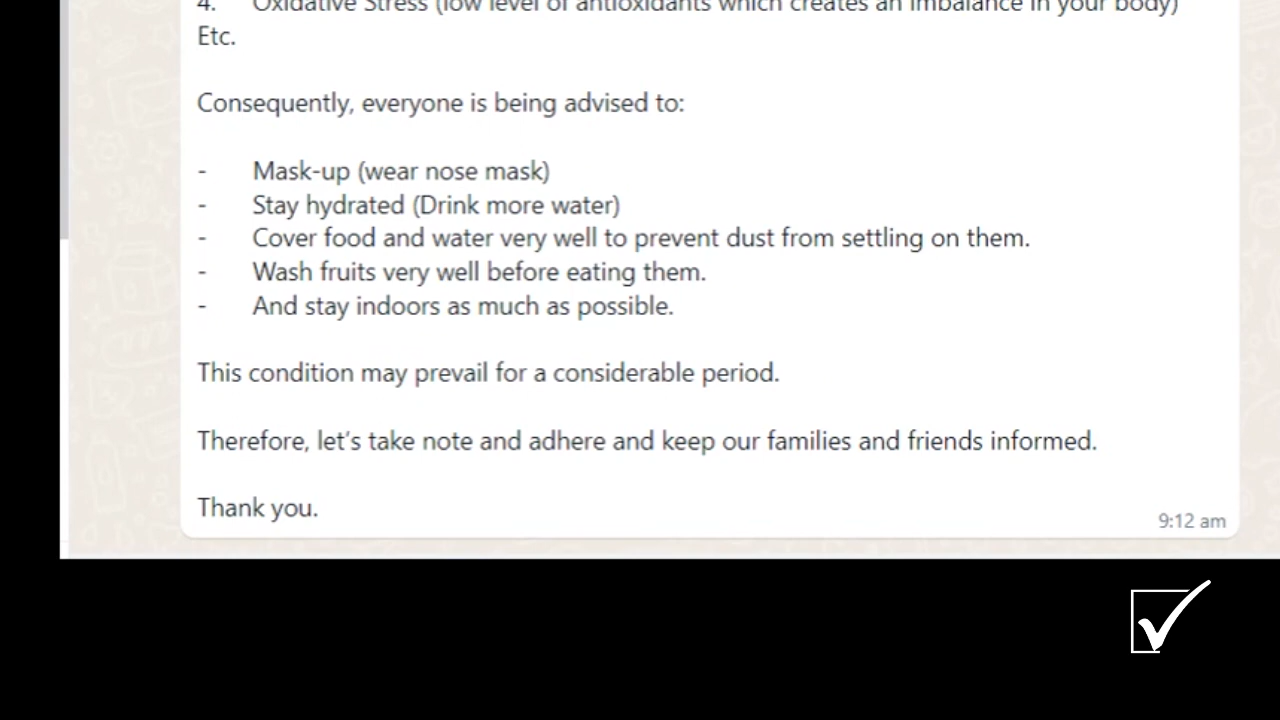 4. Oxidative Stress (low level of antioxidants which creates an imbalance in your body)
Etc.
Consequently, everyone is being advised to:
- Mask-up (wear nose mask)
- Stay hydrated (Drink more water)
- Cover food and water very well to prevent dust from settling on them.
- Wash fruits very well before eating them.
- And stay indoors as much as possible.
This condition may prevail for a considerable period.
Therefore, let's take note and adhere and keep our families and friends informed.
Thank you.
9:12 am